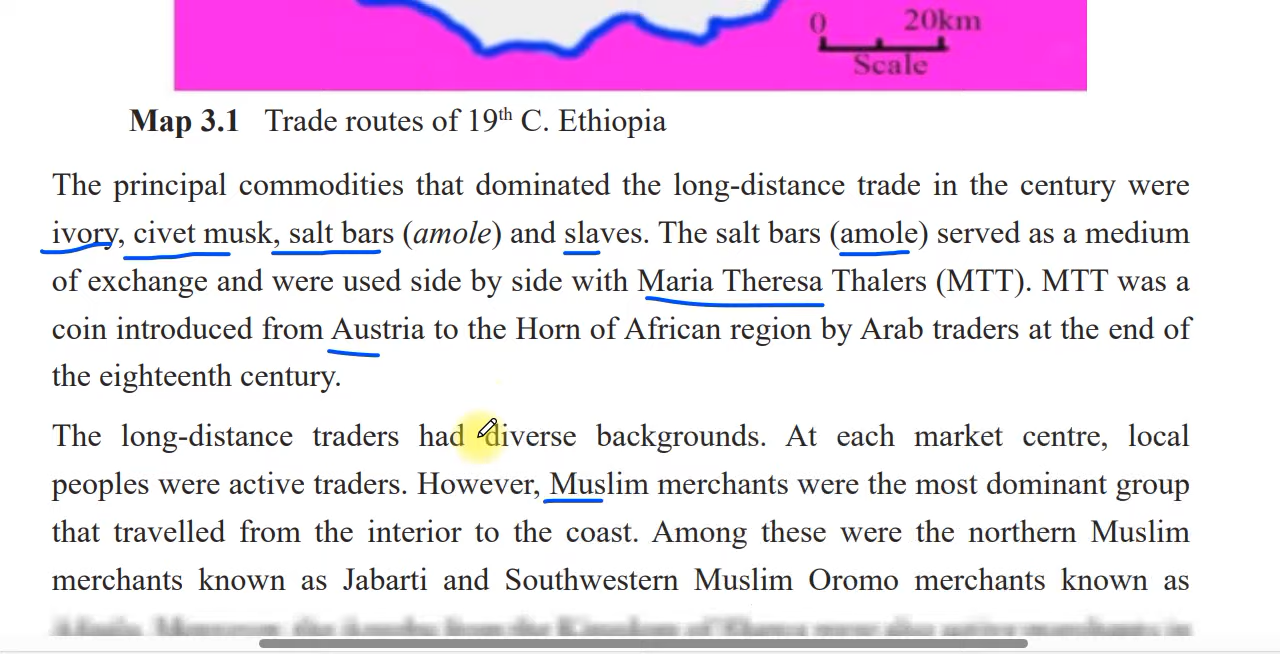 0 20km
Scale
Map 3.1 Trade routes of 19th C. Ethiopia
The principal commodities that dominated the long-distance trade in the century were
ivory, civet musk, salt bars (amole) and slaves. The salt bars (amole) served as a medium
of exchange and were used side by side with Maria Theresa Thalers (MTT). MTT was a
coin introduced from Austria to the Horn of African region by Arab traders at the end of
the eighteenth century.
The long-distance traders had diverse backgrounds. At each market centre, local
peoples were active traders. However, Muslim merchants were the most dominant group
that travelled from the interior to the coast. Among these were the northern Muslim
merchants known as Jabarti and Southwestern Muslim Oromo merchants known as